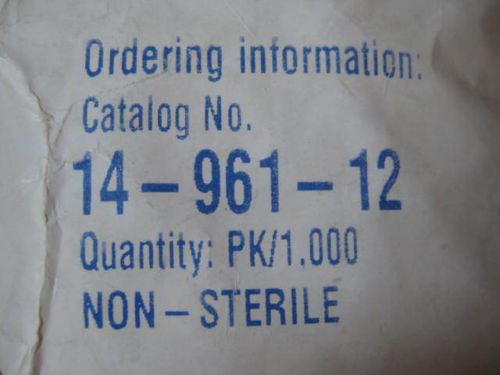 Ordering information:
Catalog No.
14-961-12
Quantity: PK/1.000
NON-STERILE